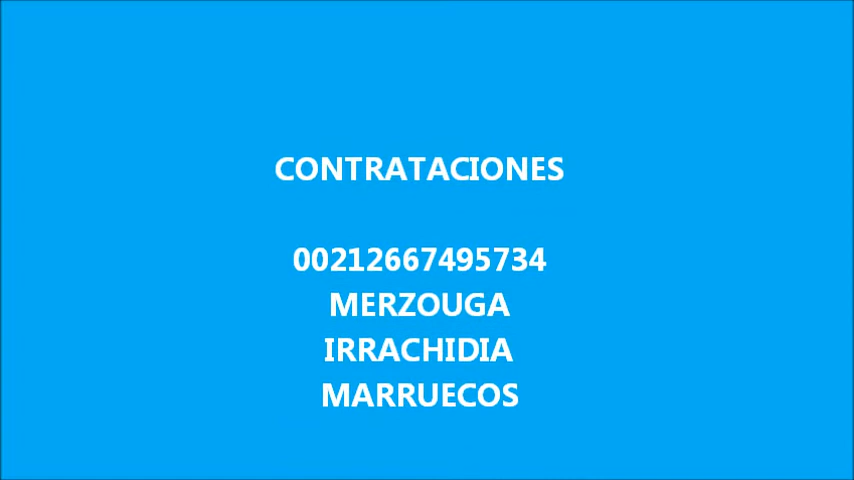 CONTRATACIONES
00212667495734
MERZOUGA
IRRACHIDIA
MARRUECOS